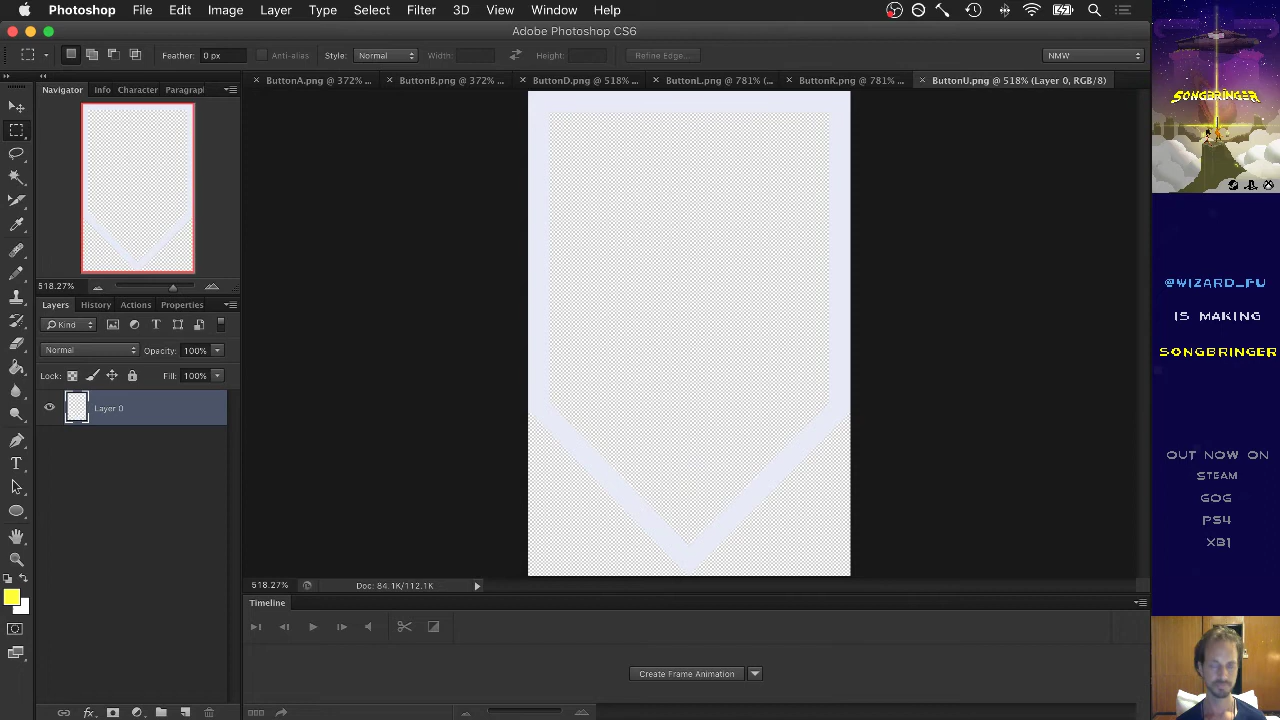 Photoshop File Edit Image Layer Type Select Filter 3D View Window Help
Adobe Photoshop CS6
Feather: 0 px Anti-alias Style: Normal Width: Height: Refine Edge... NMW
ButtonA.png @ 372% ... ButtonB.png @ 372% ... ButtonD.png @ 518% ... ButtonL.png @ 781% (... ButtonR.png @ 781% ... ButtonU.png @ 518% (Layer 0, RGB/8)
Navigator Info Character Paragrap
518.27%
Layers History Actions Properties
Kind
Normal Opacity: 100%
Lock: Fill: 100%
Layer 0
518.27% Doc: 84.1K/112.1K
Timeline
Create Frame Animation
SONGBRINGER
@WIZARD_FU
IS MAKING
SONGBRINGER
OUT NOW ON
STEAM
GOG
PS4
XB1